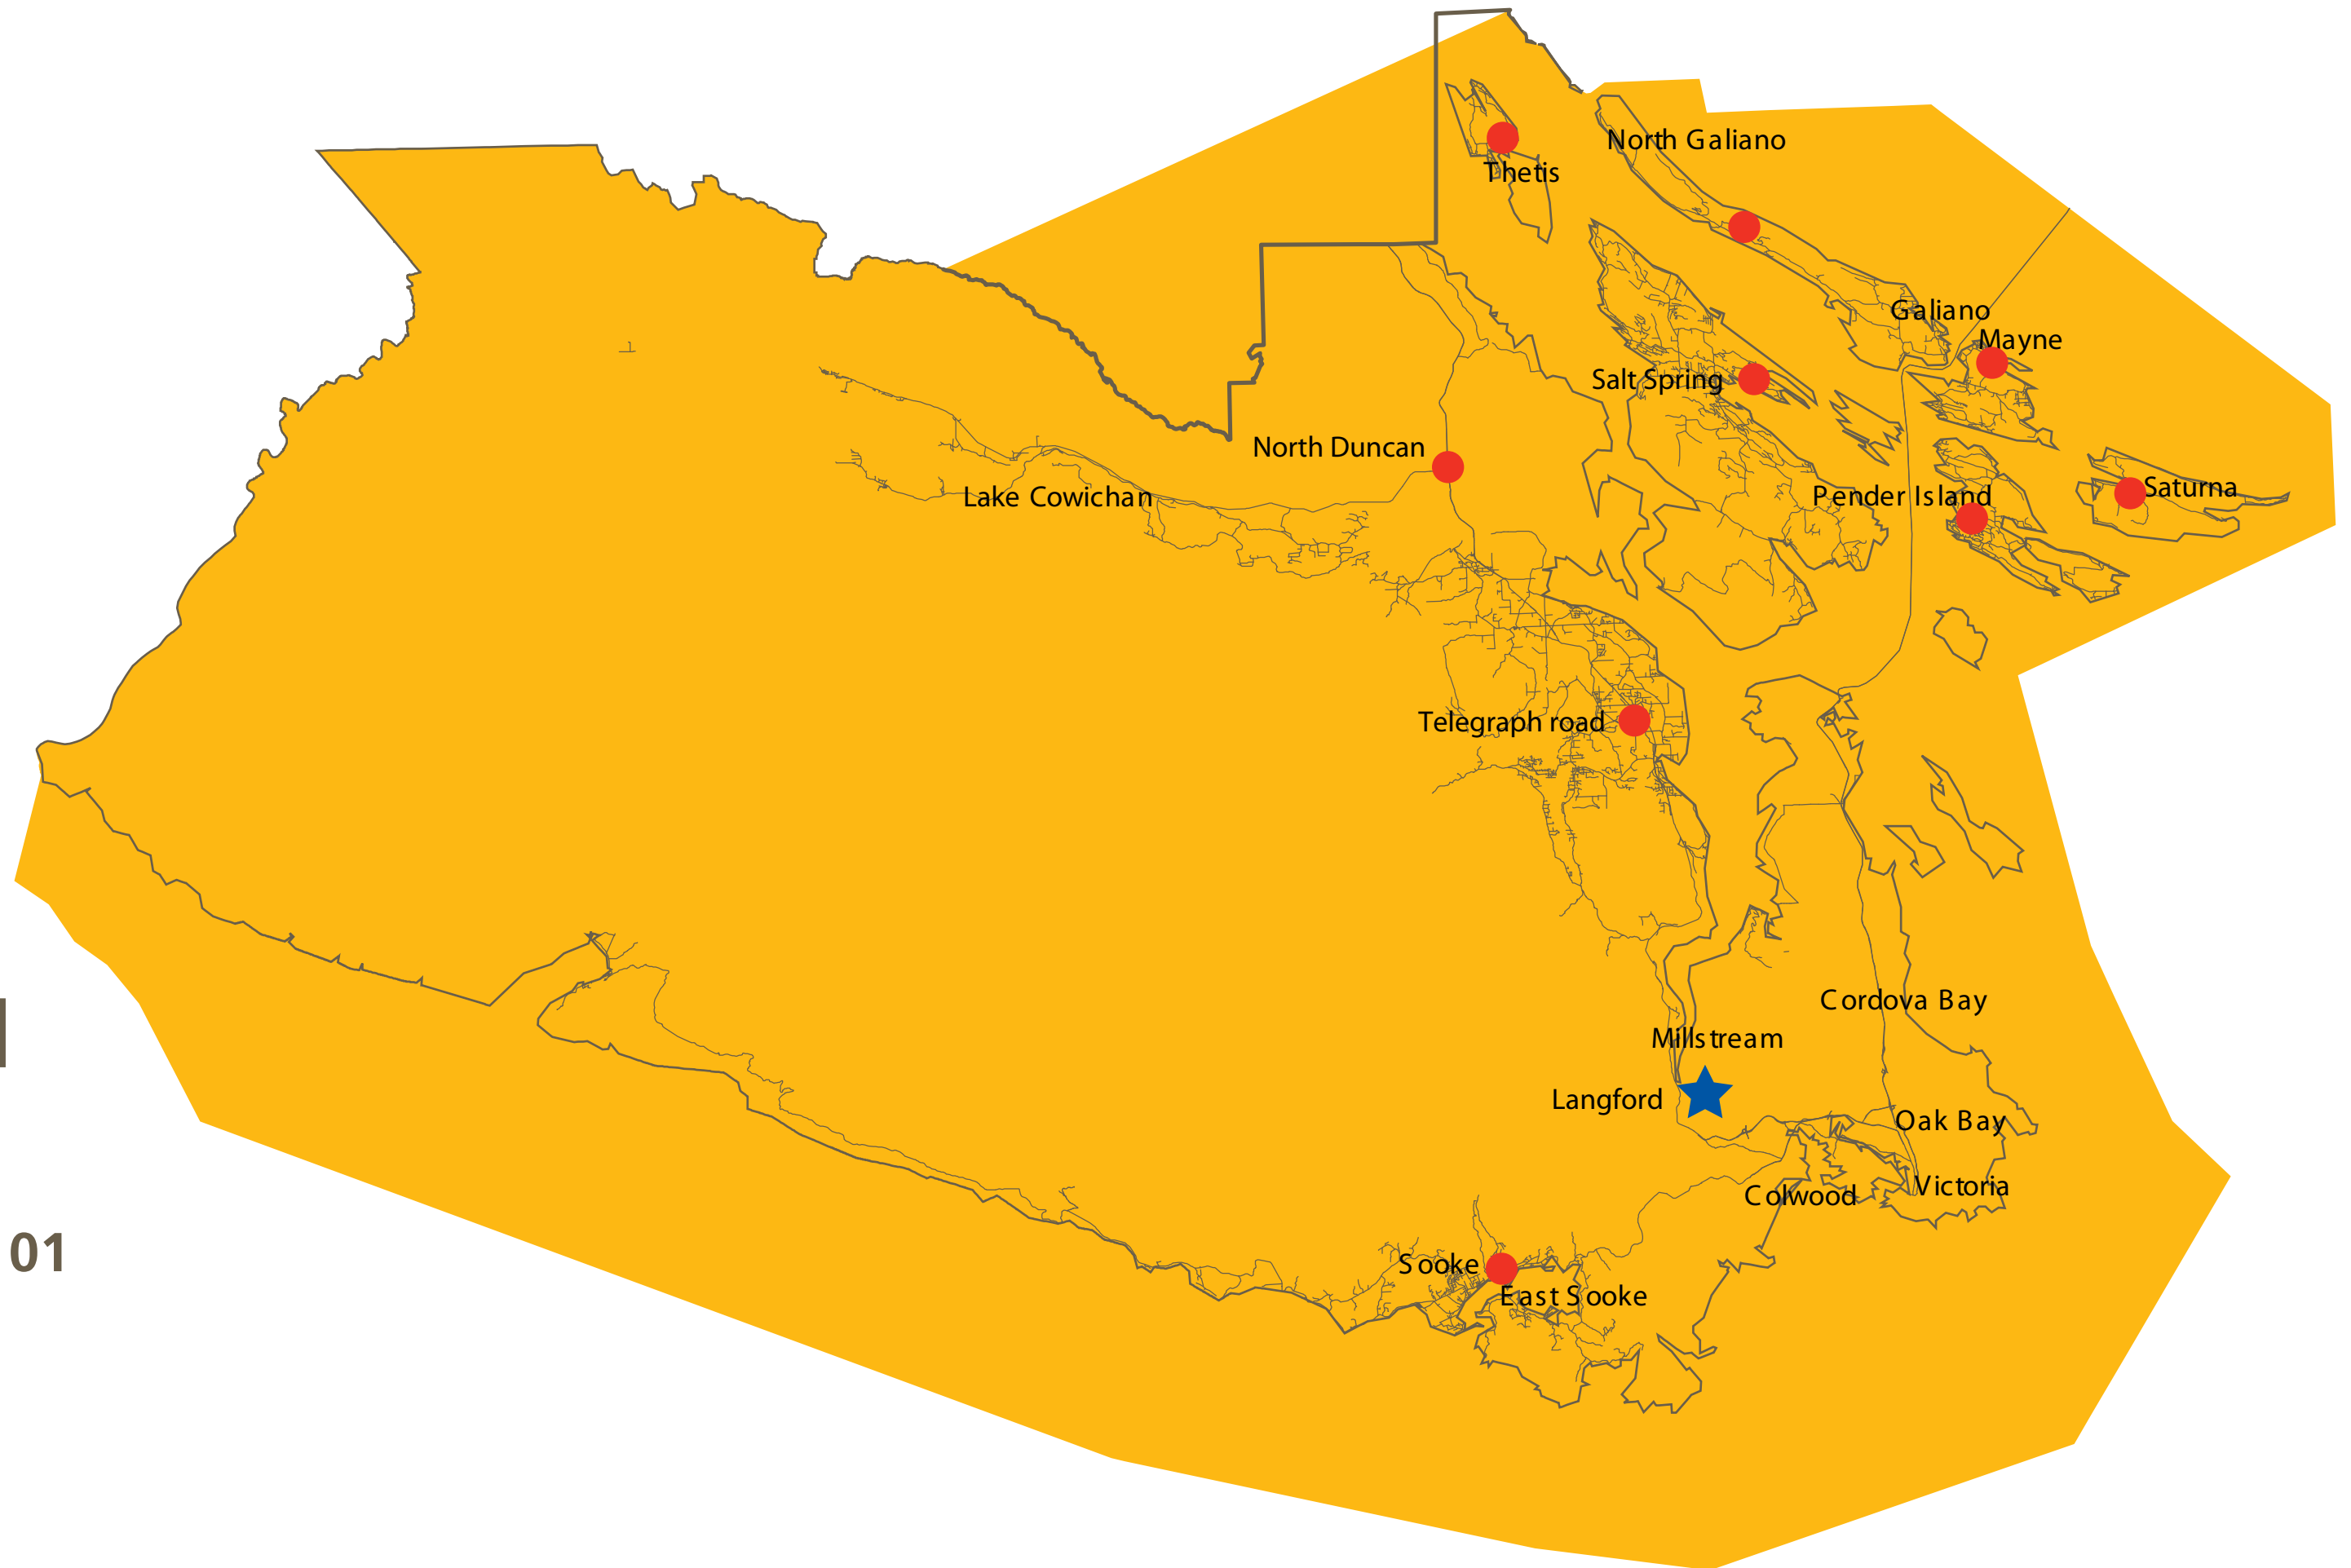 North Galiano
Thetis
Galiano
Mayne
Salt Spring
North Duncan
Lake Cowichan
Pender Island
Saturna
Telegraph road
Cordova Bay
Millstream
Langford
Oak Bay
Victoria
Colwood
01
Sooke
East Sooke